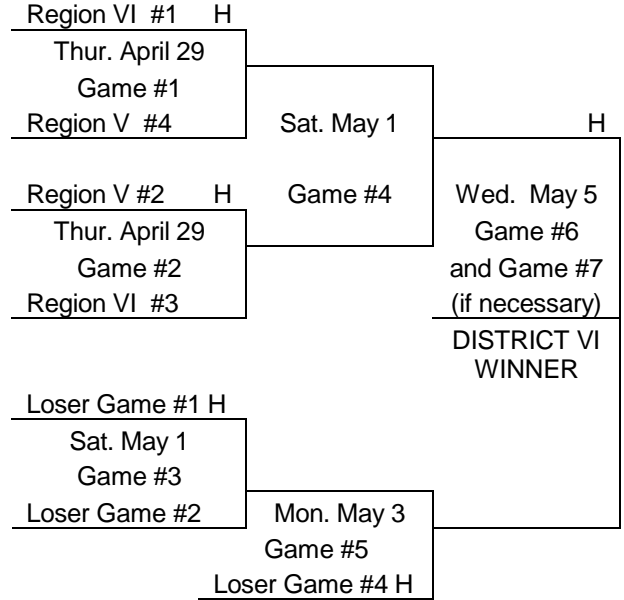 Region VI #1 H
Thur. April 29
Game #1
Region V #4
Sat. May 1
H
Region V #2 H
Game #4
Wed. May 5
Thur. April 29
Game #6
Game #2
and Game #7
Region VI #3
(if necessary)
DISTRICT VI
WINNER
Loser Game #1 H
Sat. May 1
Game #3
Loser Game #2
Mon. May 3
Game #5
Loser Game #4 H